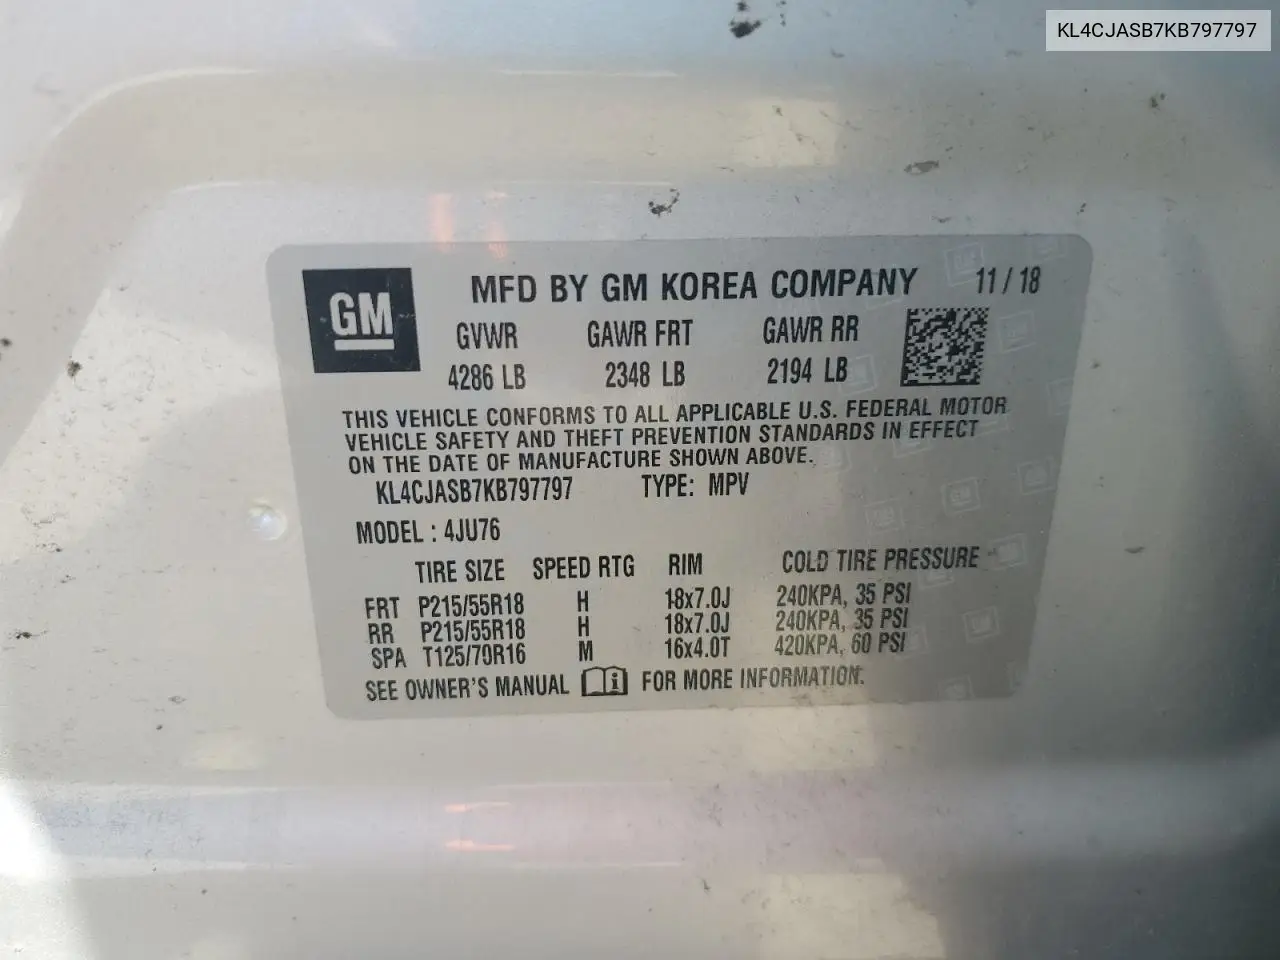 KL4CJASB7KB797797
GM
MFD BY GM KOREA COMPANY 11/18
GVWR GAWR FRT GAWR RR
4286 LB 2348 LB 2194 LB
THIS VEHICLE CONFORMS TO ALL APPLICABLE U.S. FEDERAL MOTOR
VEHICLE SAFETY AND THEFT PREVENTION STANDARDS IN EFFECT
ON THE DATE OF MANUFACTURE SHOWN ABOVE.
KL4CJASB7KB797797 TYPE: MPV
MODEL : 4JU76
TIRE SIZE SPEED RTG RIM COLD TIRE PRESSURE
FRT P215/55R18 H 18x7.0J 240KPA, 35 PSI
RR P215/55R18 H 18x7.0J 240KPA, 35 PSI
SPA T125/70R16 M 16x4.0T 420KPA, 60 PSI
SEE OWNER'S MANUAL FOR MORE INFORMATION.